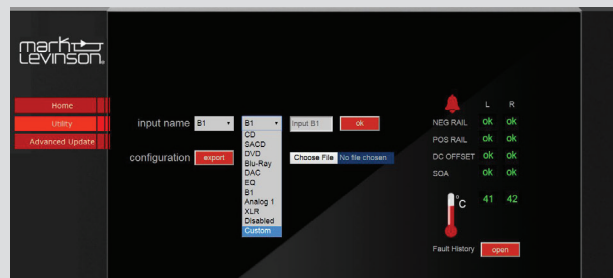 mark
Levinson.
Home
Utility
Advanced Update
input name B1 B1 Input B1 ok
CD
SACD
DVD
Blu-Ray
DAC
EQ
B1
Analog 1
XLR
Disabled
Custom
configuration export Choose File No file chosen
L R
NEG RAIL ok ok
POS RAIL ok ok
DC OFFSET ok ok
SOA ok ok
°C 41 42
Fault History open